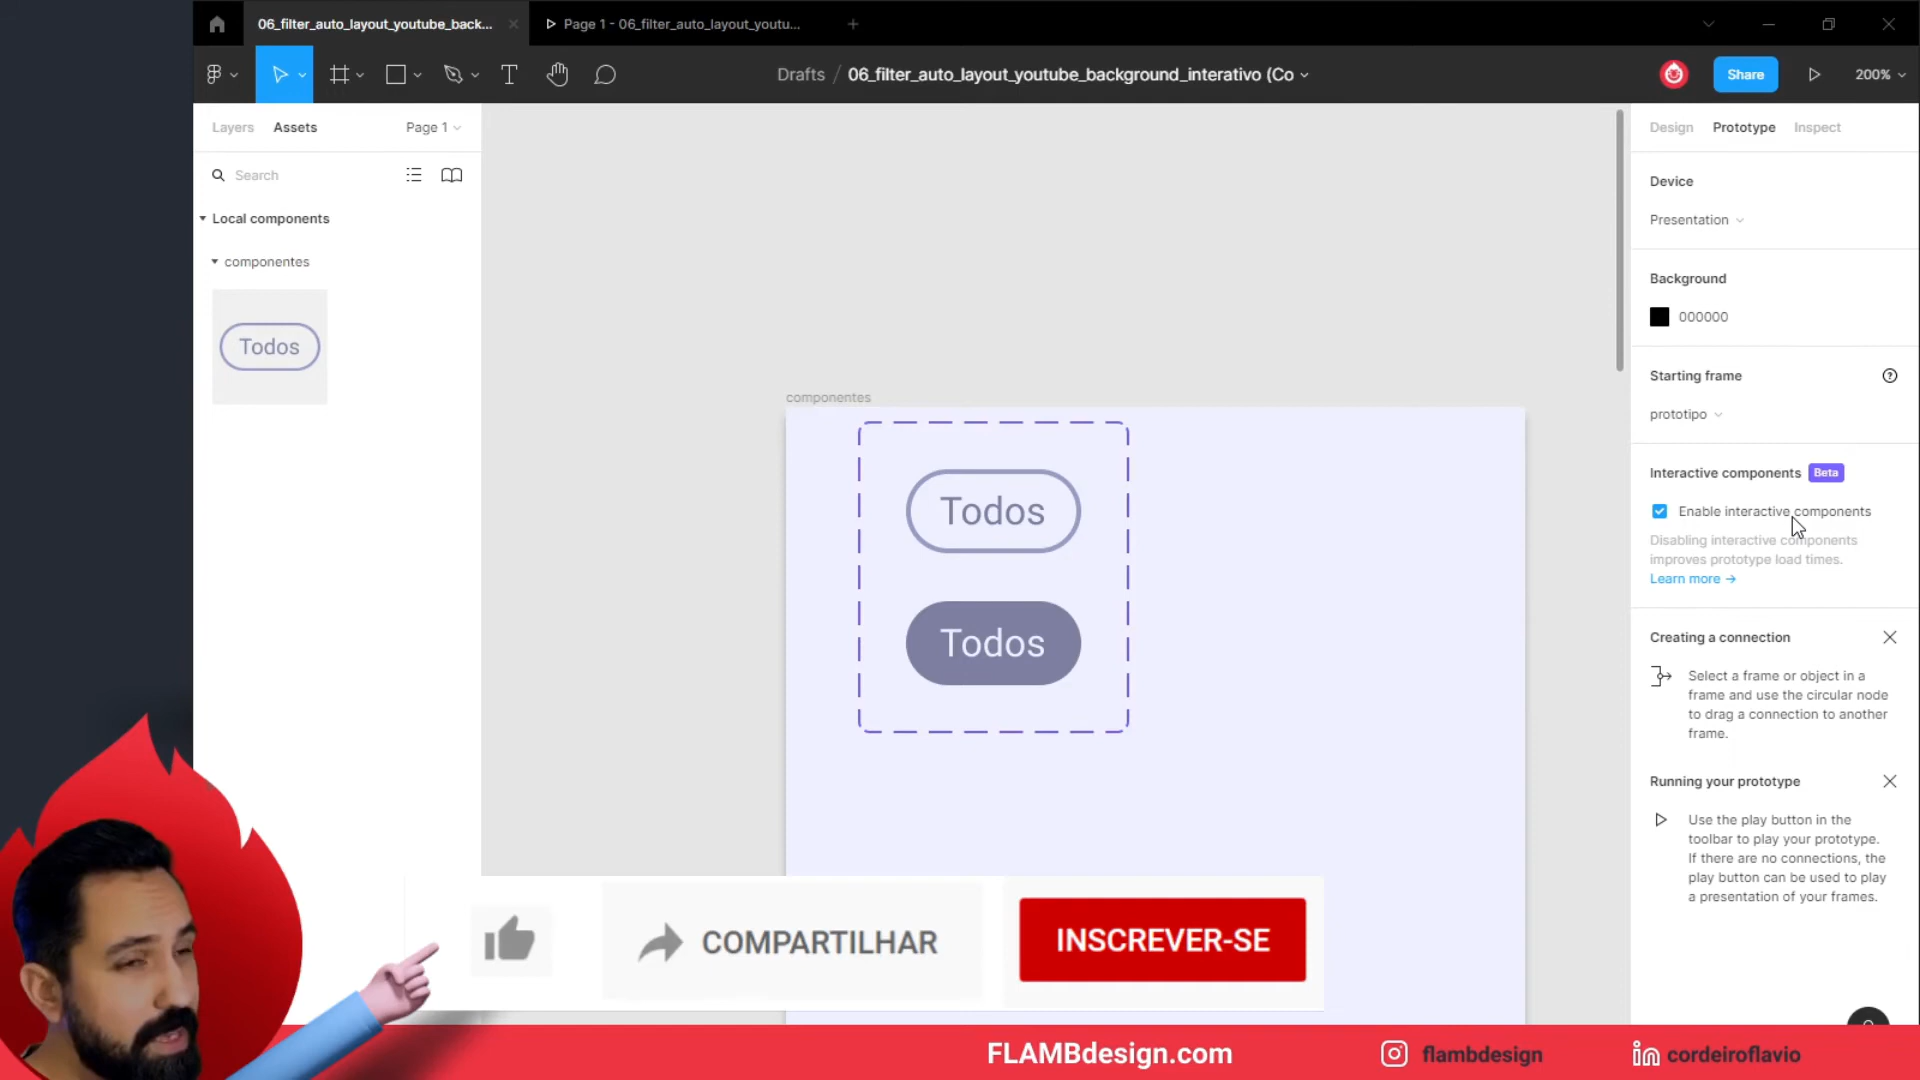 06_filter_auto_layout_youtube_back...
Page 1 - 06_filter_auto_layout_youtu...
Drafts / 06_filter_auto_layout_youtube_background_interativo (Co
Share
200%
Layers
Assets
Page 1
Design
Prototype
Inspect
Search
Local components
componentes
Todos
componentes
Todos
Todos
Device
Presentation
Background
000000
Starting frame
prototipo
Interactive components Beta
Enable interactive components
Disabling interactive components
improves prototype load times.
Learn more →
Creating a connection
Select a frame or object in a
frame and use the circular node
to drag a connection to another
frame.
Running your prototype
Use the play button in the
toolbar to play your prototype.
If there are no connections, the
play button can be used to play
a presentation of your frames.
COMPARTILHAR
INSCREVER-SE
FLAMBdesign.com
flambdesign
cordeiroflavio